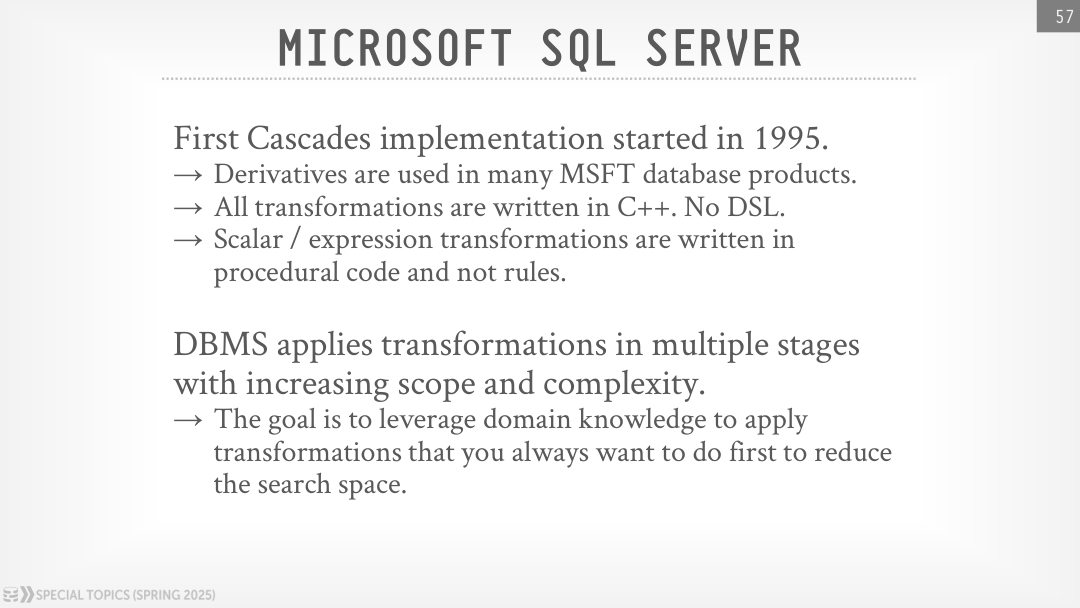 57
MICROSOFT SQL SERVER
First Cascades implementation started in 1995.
→ Derivatives are used in many MSFT database products.
→ All transformations are written in C++. No DSL.
→ Scalar / expression transformations are written in
procedural code and not rules.
DBMS applies transformations in multiple stages
with increasing scope and complexity.
→ The goal is to leverage domain knowledge to apply
transformations that you always want to do first to reduce
the search space.
SPECIAL TOPICS (SPRING 2025)